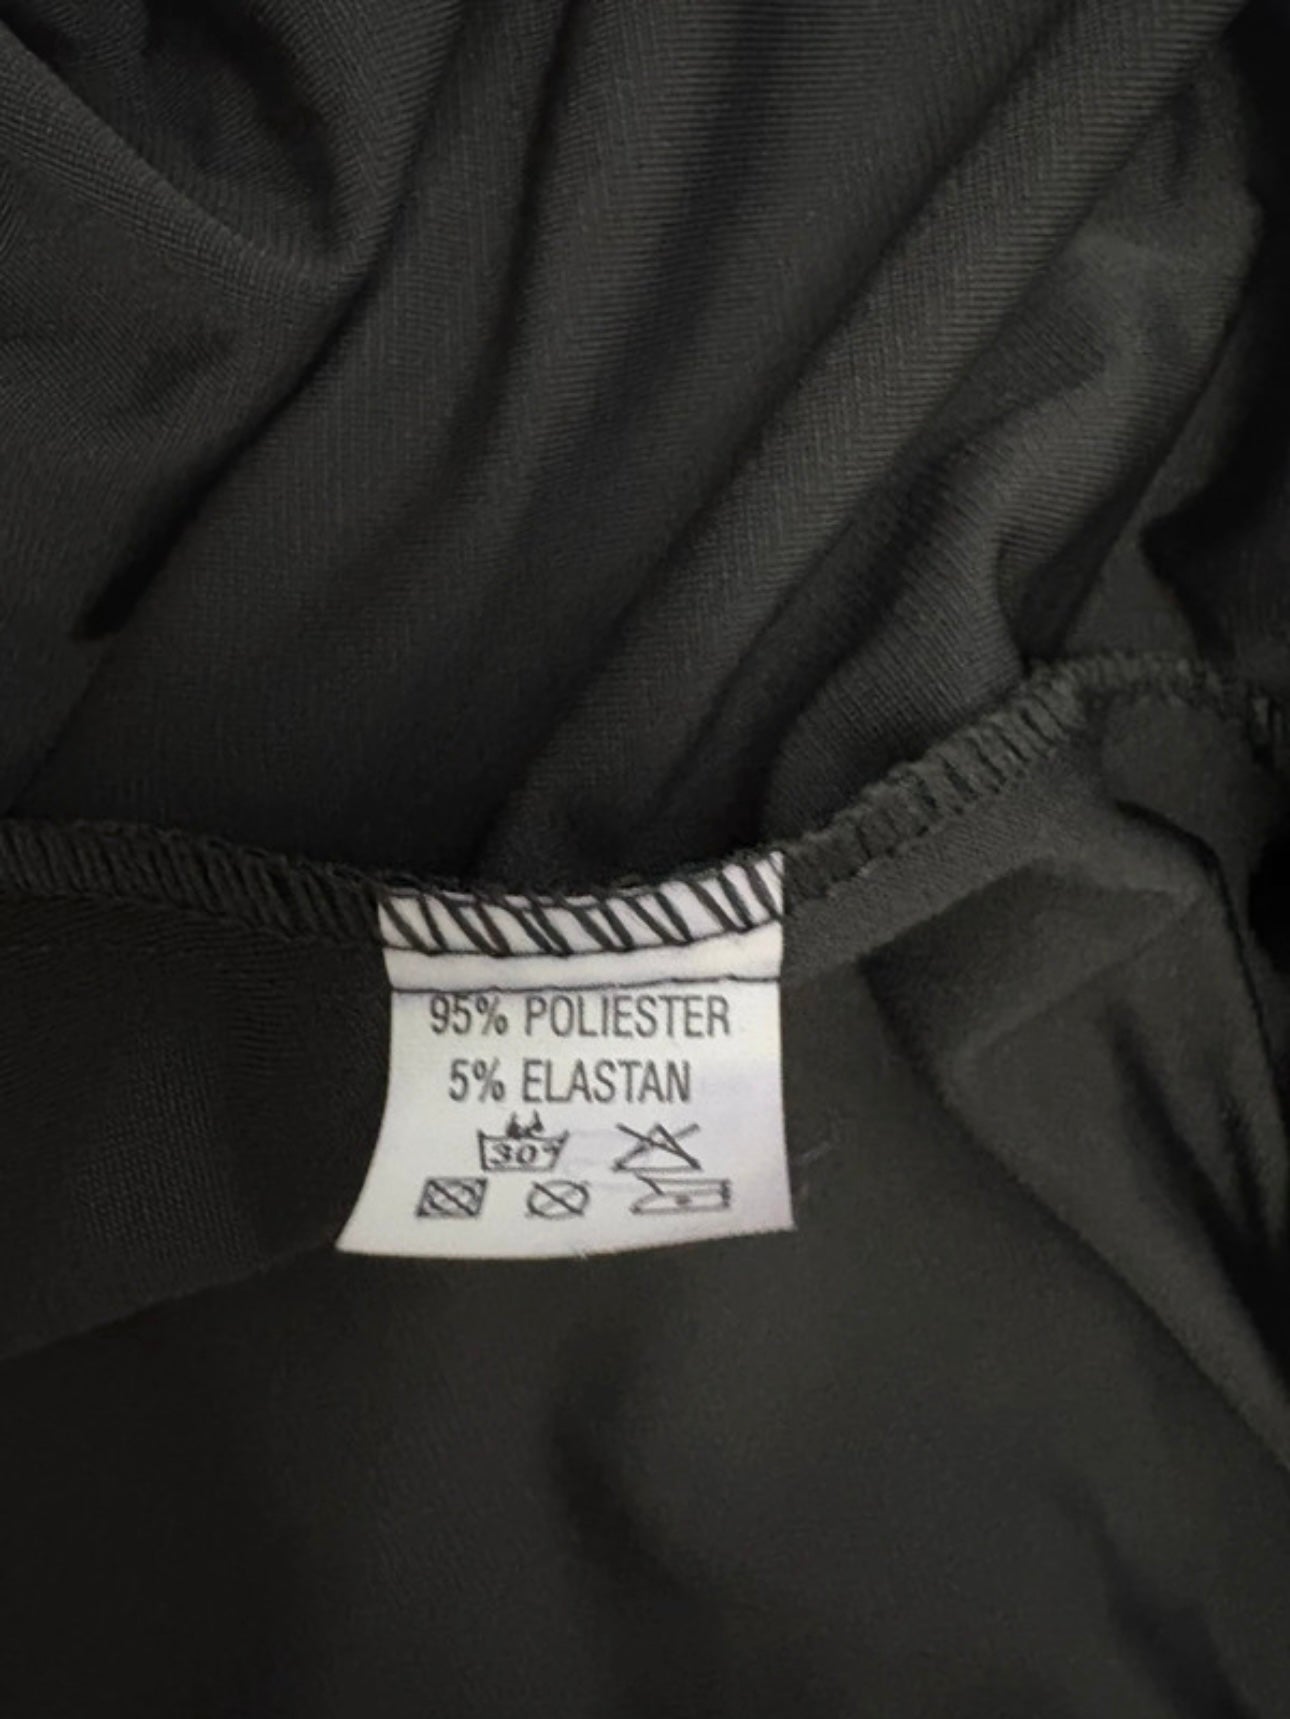 95% POLIESTER
5% ELASTAN
30°